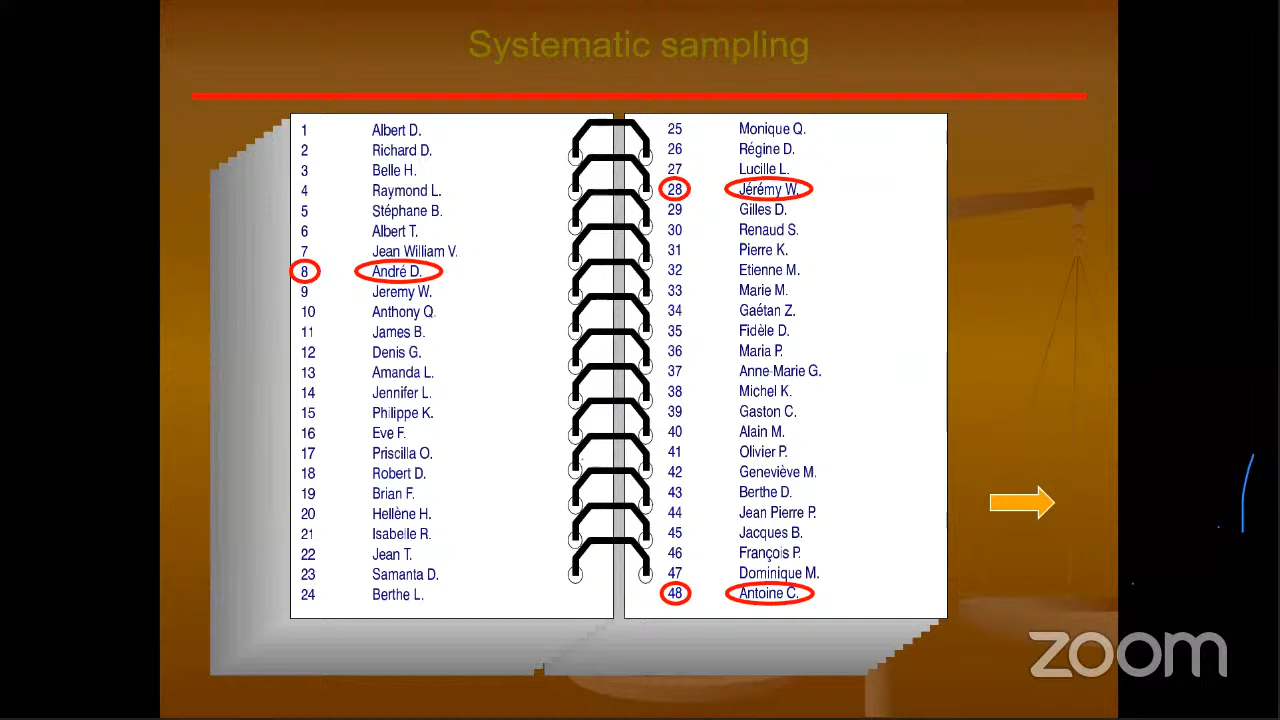 Systematic sampling
1 Albert D.
2 Richard D.
3 Belle H.
4 Raymond L.
5 Stéphane B.
6 Albert T.
7 Jean William V.
8 André D.
9 Jeremy W.
10 Anthony Q.
11 James B.
12 Denis G.
13 Amanda L.
14 Jennifer L.
15 Philippe K.
16 Eve F.
17 Priscilla O.
18 Robert D.
19 Brian F.
20 Hellène H.
21 Isabelle R.
22 Jean T.
23 Samanta D.
24 Berthe L.
25 Monique Q.
26 Régine D.
27 Lucille L.
28 Jérémy W.
29 Gilles D.
30 Renaud S.
31 Pierre K.
32 Etienne M.
33 Marie M.
34 Gaétan Z.
35 Fidèle D.
36 Maria P.
37 Anne-Marie G.
38 Michel K.
39 Gaston C.
40 Alain M.
41 Olivier P.
42 Geneviève M.
43 Berthe D.
44 Jean Pierre P.
45 Jacques B.
46 François P.
47 Dominique M.
48 Antoine C.
zoom